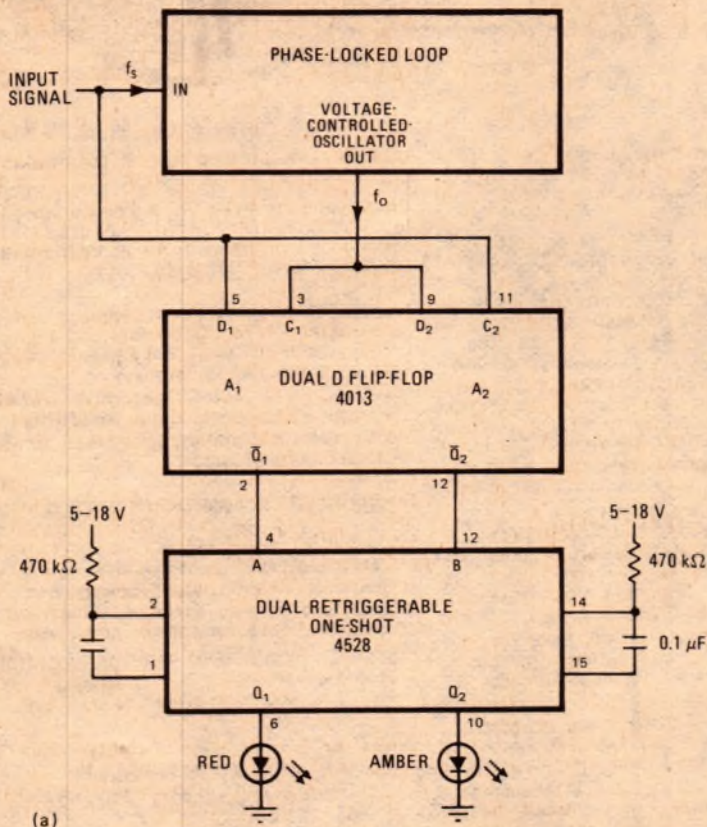 PHASE-LOCKED LOOP
INPUT
SIGNAL
fₛ
IN
VOLTAGE-
CONTROLLED-
OSCILLATOR
OUT
fₒ
5 3 9 11
D₁ C₁ D₂ C₂
A₁
DUAL D FLIP-FLOP
4013
A₂
Q̅₁ Q̅₂
2 12
5–18 V
470 kΩ
4 12
5–18 V
470 kΩ
A B
DUAL RETRIGGERABLE
ONE-SHOT
4528
2
1
14
15
0.1 µF
Q₁ Q₂
6 10
RED
AMBER
(a)